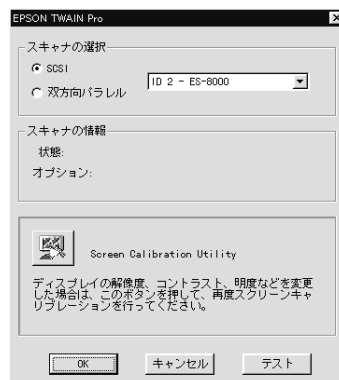 EPSON TWAIN Pro
スキャナの選択
SCSI
ID 2 - ES-8000
双方向パラレル
スキャナの情報
状態:
オプション:
Screen Calibration Utility
ディスプレイの解像度、コントラスト、明度などを変更
した場合は、このボタンを押して、再度スクリーンキャ
リブレーションを行ってください。
OK
キャンセル
テスト